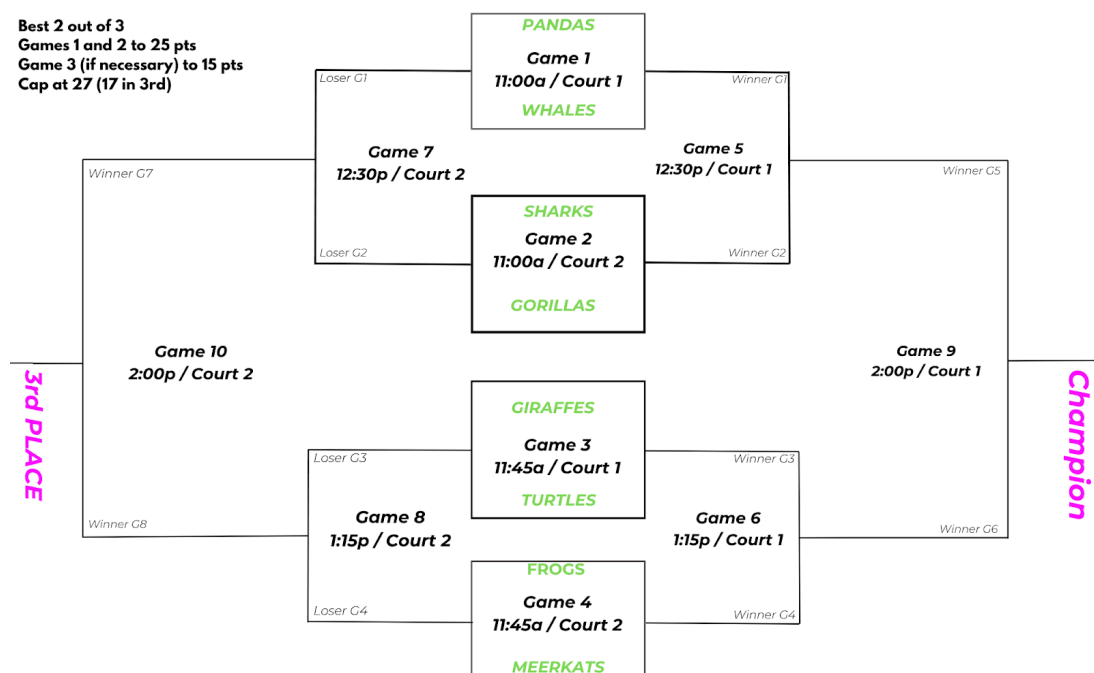 Best 2 out of 3
Games 1 and 2 to 25 pts
Game 3 (if necessary) to 15 pts
Cap at 27 (17 in 3rd)
PANDAS
Game 1
11:00a / Court 1
WHALES
Loser G1
Winner G1
Game 7
12:30p / Court 2
Game 5
12:30p / Court 1
Winner G7
Winner G5
SHARKS
Game 2
11:00a / Court 2
GORILLAS
Loser G2
Winner G2
Game 10
2:00p / Court 2
Game 9
2:00p / Court 1
3rd PLACE
Champion
GIRAFFES
Game 3
11:45a / Court 1
TURTLES
Loser G3
Winner G3
Game 8
1:15p / Court 2
Game 6
1:15p / Court 1
Winner G8
Winner G6
FROGS
Game 4
11:45a / Court 2
MEERKATS
Loser G4
Winner G4